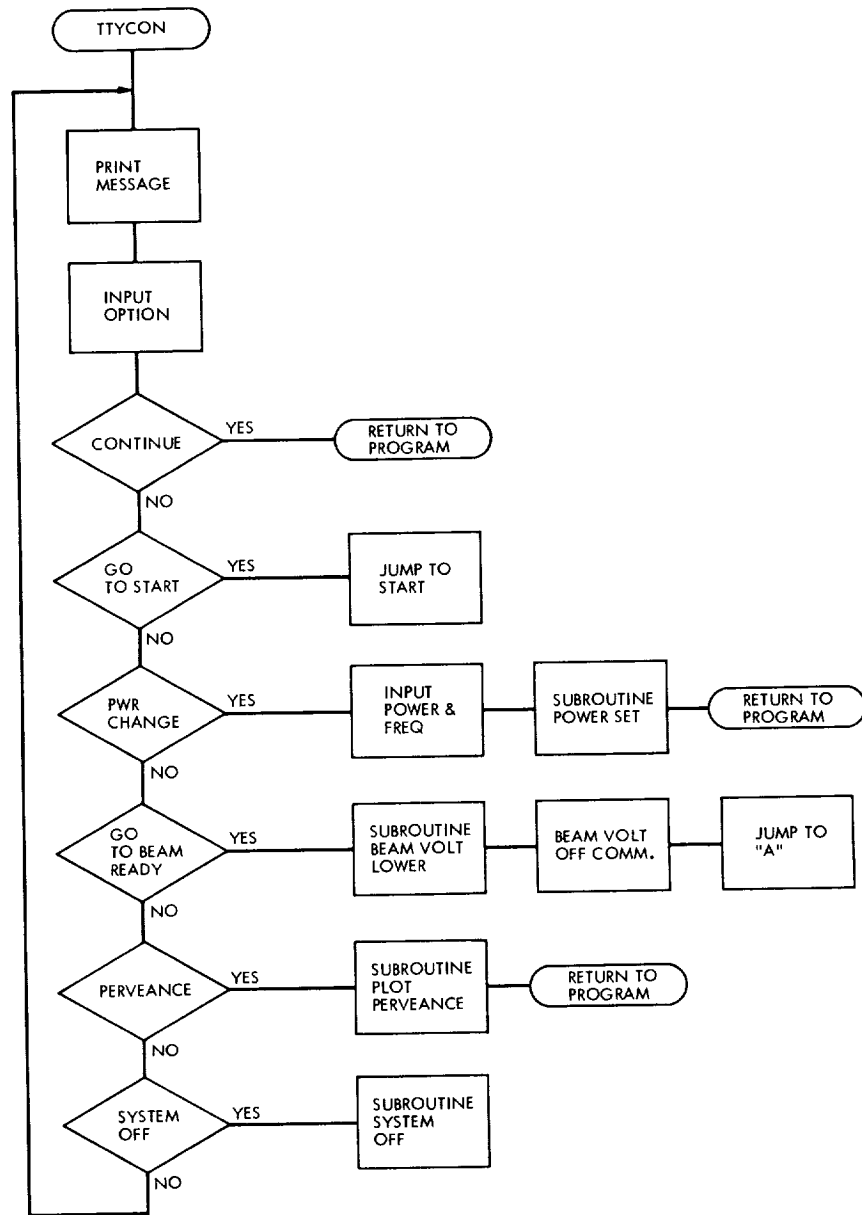 TTYCON
PRINT
MESSAGE
INPUT
OPTION
CONTINUE
YES
RETURN TO
PROGRAM
NO
GO
TO START
YES
JUMP TO
START
NO
PWR
CHANGE
YES
INPUT
POWER &
FREQ
SUBROUTINE
POWER SET
RETURN TO
PROGRAM
NO
GO
TO BEAM
READY
YES
SUBROUTINE
BEAM VOLT
LOWER
BEAM VOLT
OFF COMM.
JUMP TO
"A"
NO
PERVEANCE
YES
SUBROUTINE
PLOT
PERVEANCE
RETURN TO
PROGRAM
NO
SYSTEM
OFF
YES
SUBROUTINE
SYSTEM
OFF
NO